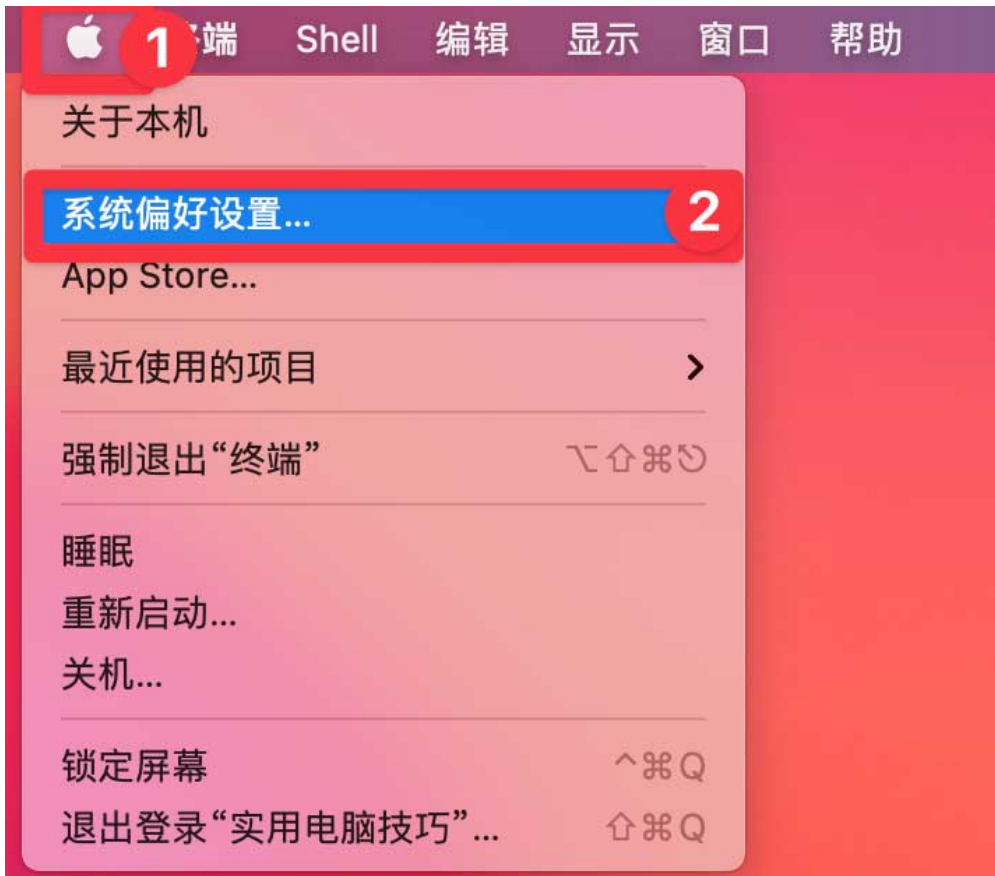 1 端 Shell 编辑 显示 窗口 帮助
关于本机
系统偏好设置... 2
App Store...
最近使用的项目
强制退出“终端” ⌥⇧⌘⎋
睡眠
重新启动...
关机...
锁定屏幕 ^⌘Q
退出登录“实用电脑技巧”... ⇧⌘Q